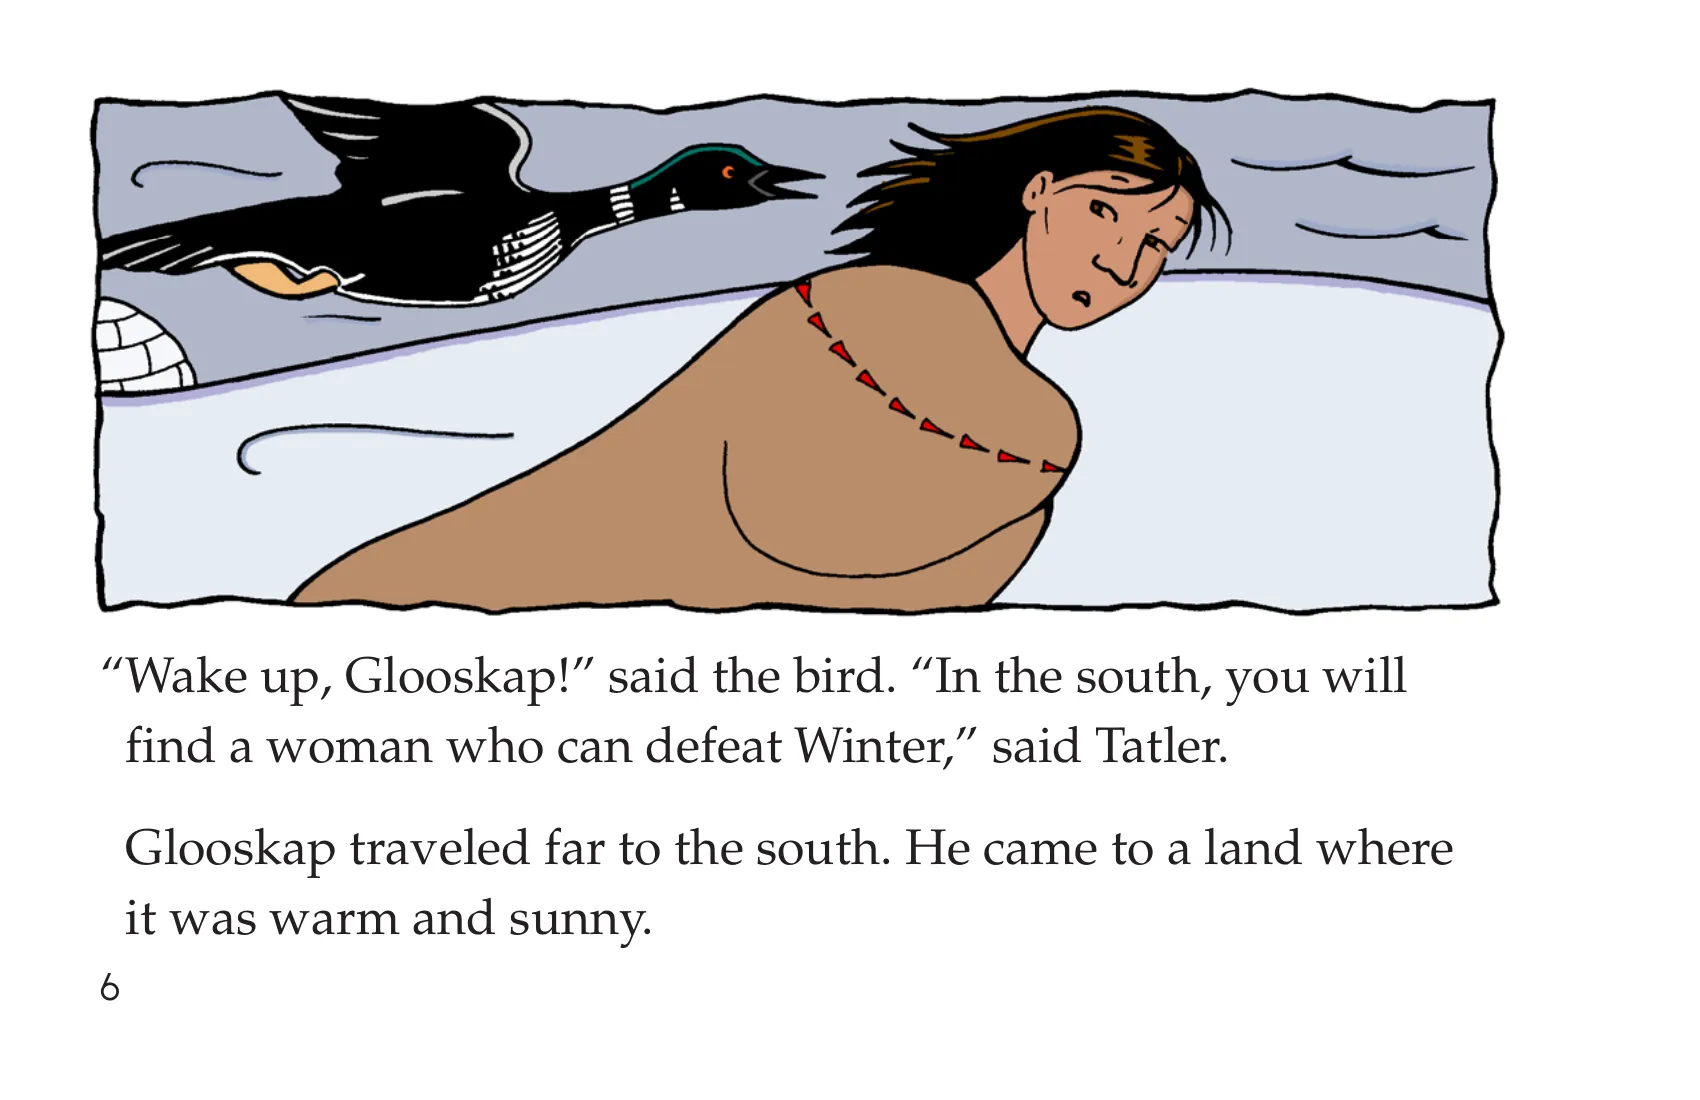 “Wake up, Glooskap!” said the bird. “In the south, you will
find a woman who can defeat Winter,” said Tatler.
Glooskap traveled far to the south. He came to a land where
it was warm and sunny.
6